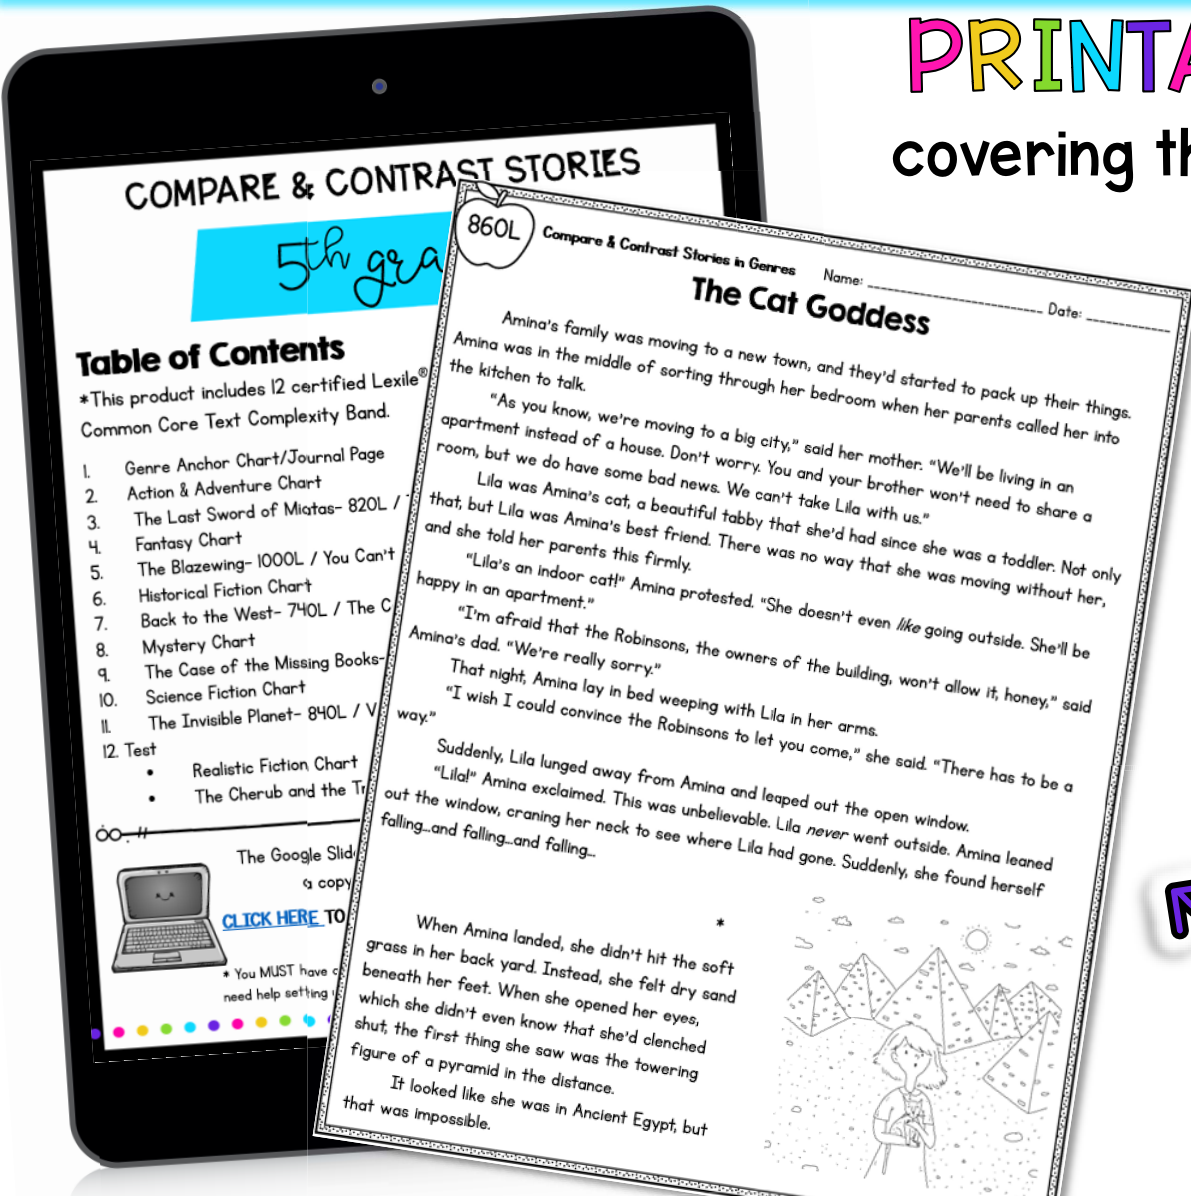 PRINTA
covering th
COMPARE & CONTRAST STORIES
5th gra
Table of Contents
*This product includes 12 certified Lexile®
Common Core Text Complexity Band.
1. Genre Anchor Chart/Journal Page
2. Action & Adventure Chart
3. The Last Sword of Miatas- 820L /
4. Fantasy Chart
5. The Blazewing- 1000L / You Can't
6. Historical Fiction Chart
7. Back to the West- 740L / The C
8. Mystery Chart
9. The Case of the Missing Books-
10. Science Fiction Chart
11. The Invisible Planet- 840L / V
12. Test
• Realistic Fiction Chart
• The Cherub and the Tr
The Google Slid
a copy
CLICK HERE TO
* You MUST have
need help setting
860L
Compare & Contrast Stories in Genres Name: Date:
The Cat Goddess
Amina's family was moving to a new town, and they'd started to pack up their things.
Amina was in the middle of sorting through her bedroom when her parents called her into
the kitchen to talk.
"As you know, we're moving to a big city," said her mother. "We'll be living in an
apartment instead of a house. Don't worry. You and your brother won't need to share a
room, but we do have some bad news. We can't take Lila with us."
Lila was Amina's cat, a beautiful tabby that she'd had since she was a toddler. Not only
that, but Lila was Amina's best friend. There was no way that she was moving without her,
and she told her parents this firmly.
"Lila's an indoor cat!" Amina protested. "She doesn't even like going outside. She'll be
happy in an apartment."
"I'm afraid that the Robinsons, the owners of the building, won't allow it, honey," said
Amina's dad. "We're really sorry."
That night, Amina lay in bed weeping with Lila in her arms.
"I wish I could convince the Robinsons to let you come," she said. "There has to be a
way."
Suddenly, Lila lunged away from Amina and leaped out the open window.
"Lila!" Amina exclaimed. This was unbelievable. Lila never went outside. Amina leaned
out the window, craning her neck to see where Lila had gone. Suddenly, she found herself
falling...and falling...and falling...
*
When Amina landed, she didn't hit the soft
grass in her back yard. Instead, she felt dry sand
beneath her feet. When she opened her eyes,
which she didn't even know that she'd clenched
shut, the first thing she saw was the towering
figure of a pyramid in the distance.
It looked like she was in Ancient Egypt, but
that was impossible.